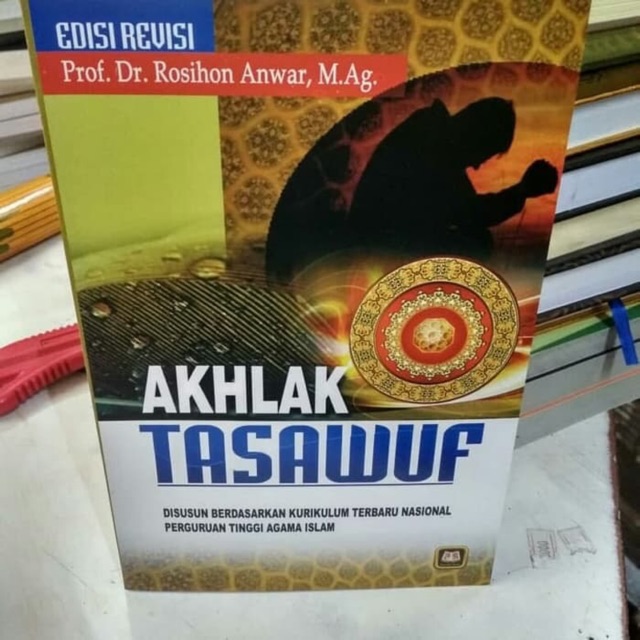 EDISI REVISI
Prof. Dr. Rosihon Anwar, M.Ag.
AKHLAK
TASAWUF
DISUSUN BERDASARKAN KURIKULUM TERBARU NASIONAL
PERGURUAN TINGGI AGAMA ISLAM